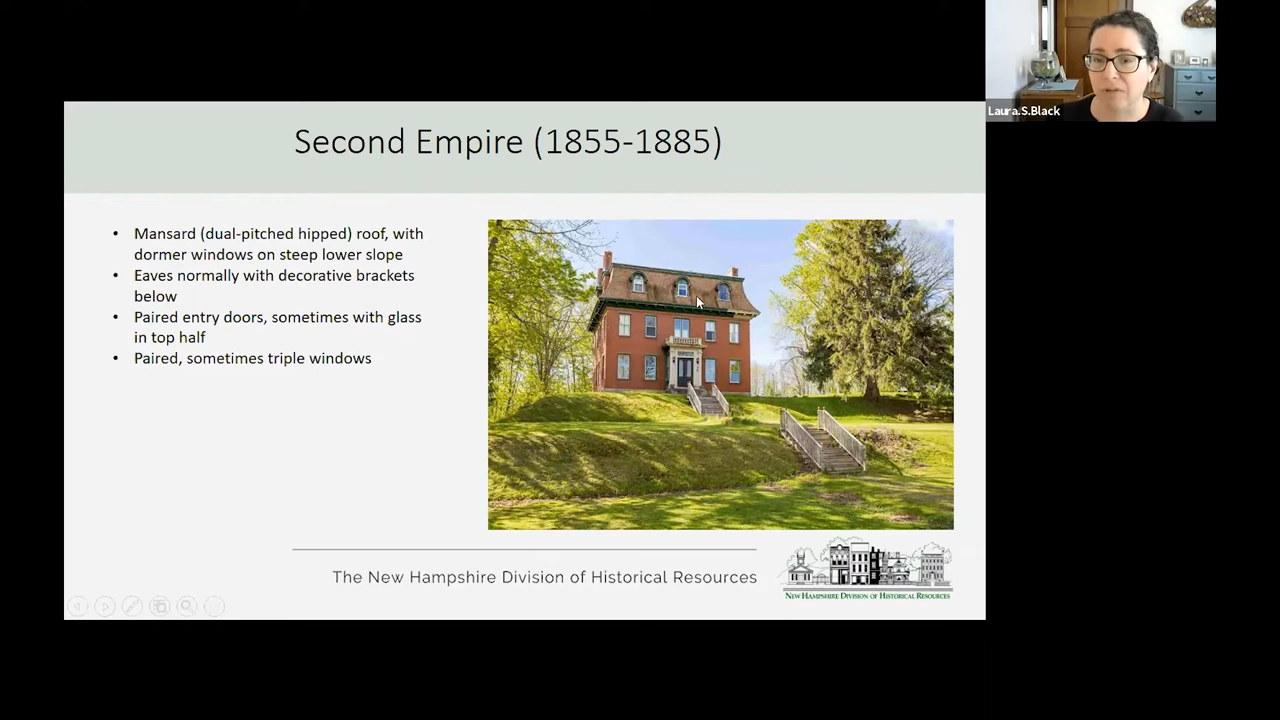 Second Empire (1855-1885)
• Mansard (dual-pitched hipped) roof, with
dormer windows on steep lower slope
• Eaves normally with decorative brackets
below
• Paired entry doors, sometimes with glass
in top half
• Paired, sometimes triple windows
The New Hampshire Division of Historical Resources
New Hampshire Division of Historical Resources
Laura.S.Black